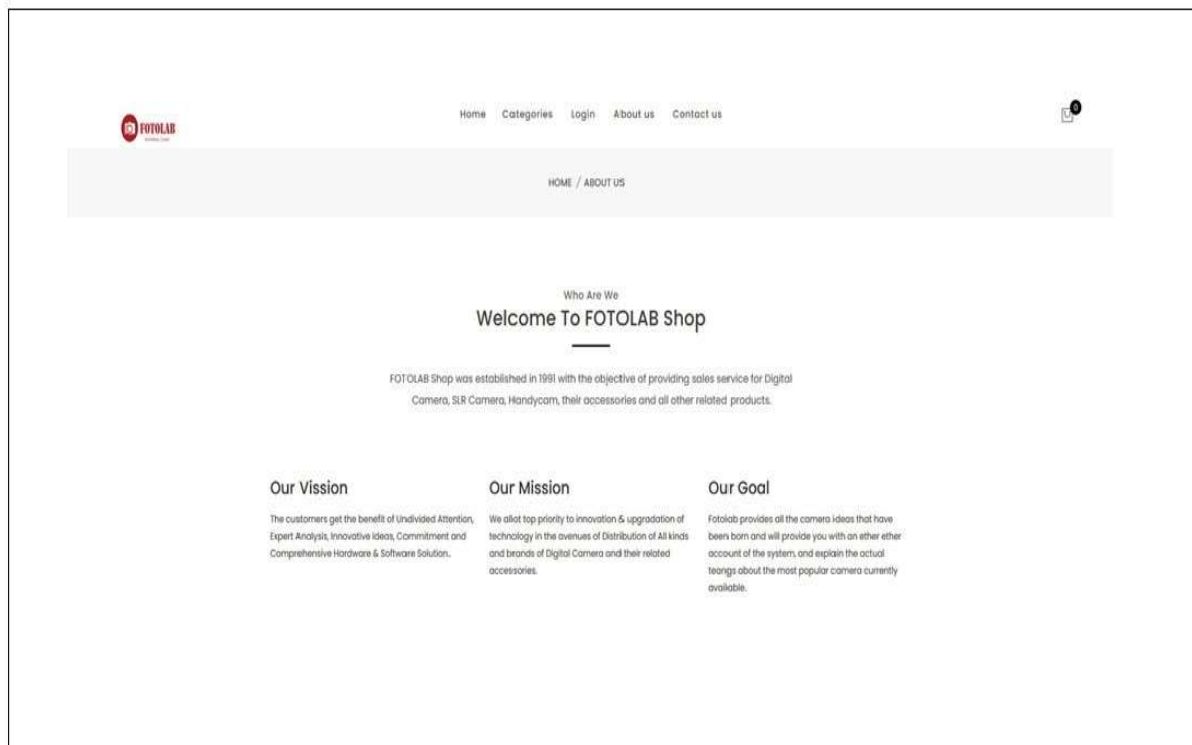 FOTOLAB
Home Categories Login About us Contact us
0
HOME / ABOUT US
Who Are We
Welcome To FOTOLAB Shop
FOTOLAB Shop was established in 1991 with the objective of providing sales service for Digital
Camera, SLR Camera, Handycam, their accessories and all other related products.
Our Vission
The customers get the benefit of Undivided Attention,
Expert Analysis, Innovative Ideas, Commitment and
Comprehensive Hardware & Software Solution..
Our Mission
We allot top priority to innovation & upgradation of
technology in the avenues of Distribution of All kinds
and brands of Digital Camera and their related
accessories.
Our Goal
Fotolab provides all the camera ideas that have
been born and will provide you with an ether ether
account of the system, and explain the actual
teangs about the most popular camera currently
available.